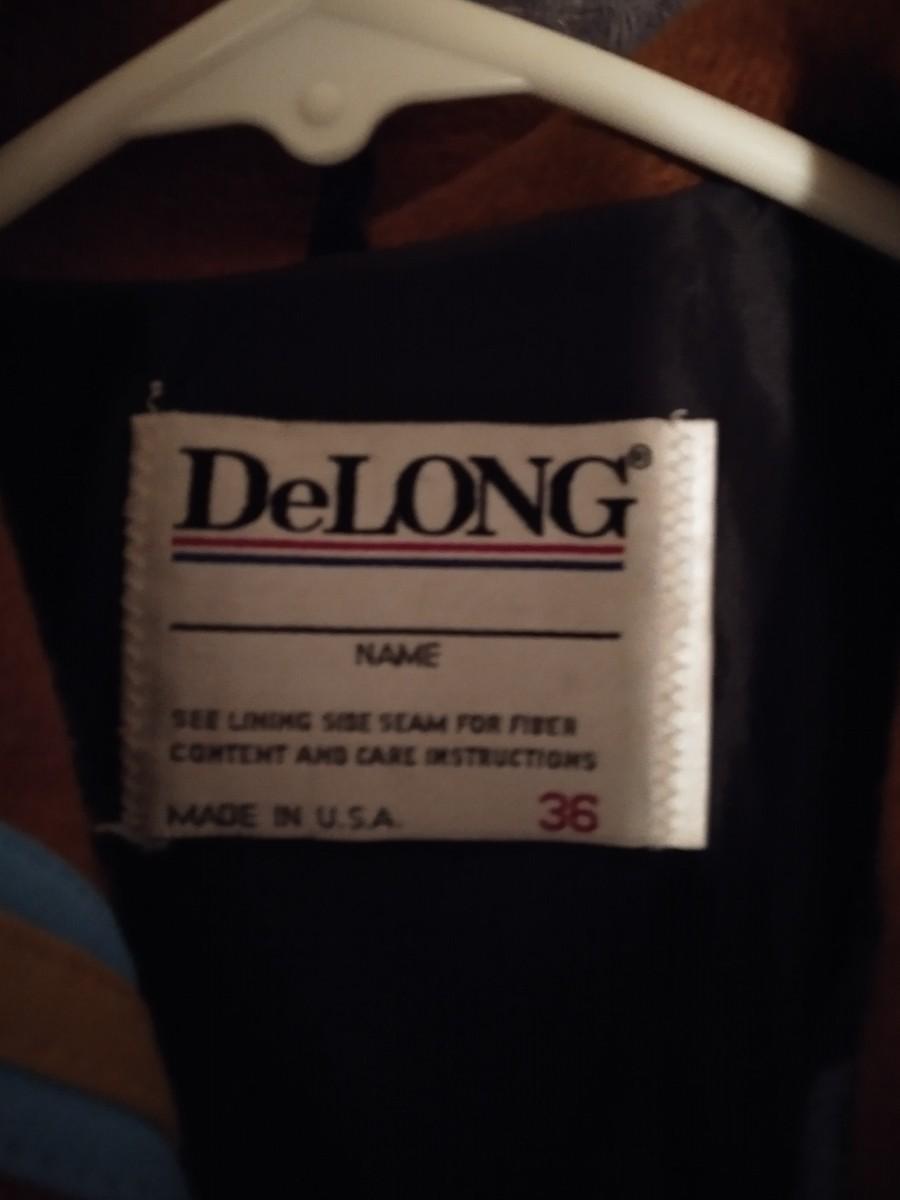 DeLONG®
NAME
SEE LINING SIDE SEAM FOR FIBER
CONTENT AND CARE INSTRUCTIONS
MADE IN U.S.A. 36